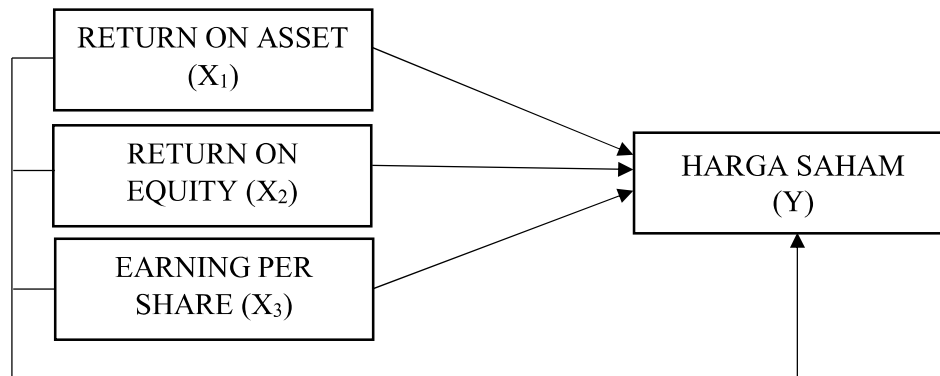 RETURN ON ASSET
(X₁)
RETURN ON
EQUITY (X₂)
EARNING PER
SHARE (X₃)
HARGA SAHAM
(Y)